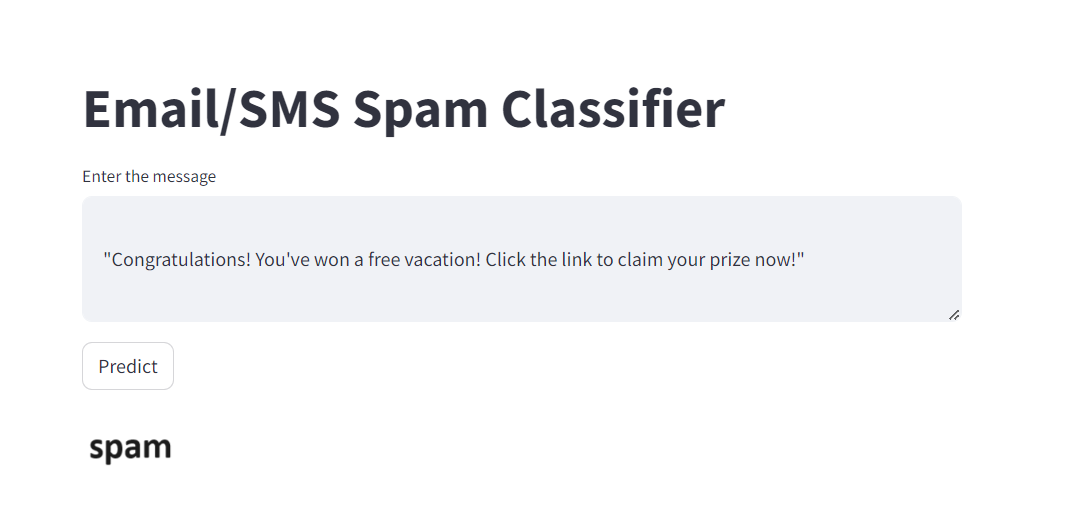 Email/SMS Spam Classifier
Enter the message
"Congratulations! You've won a free vacation! Click the link to claim your prize now!"
Predict
spam